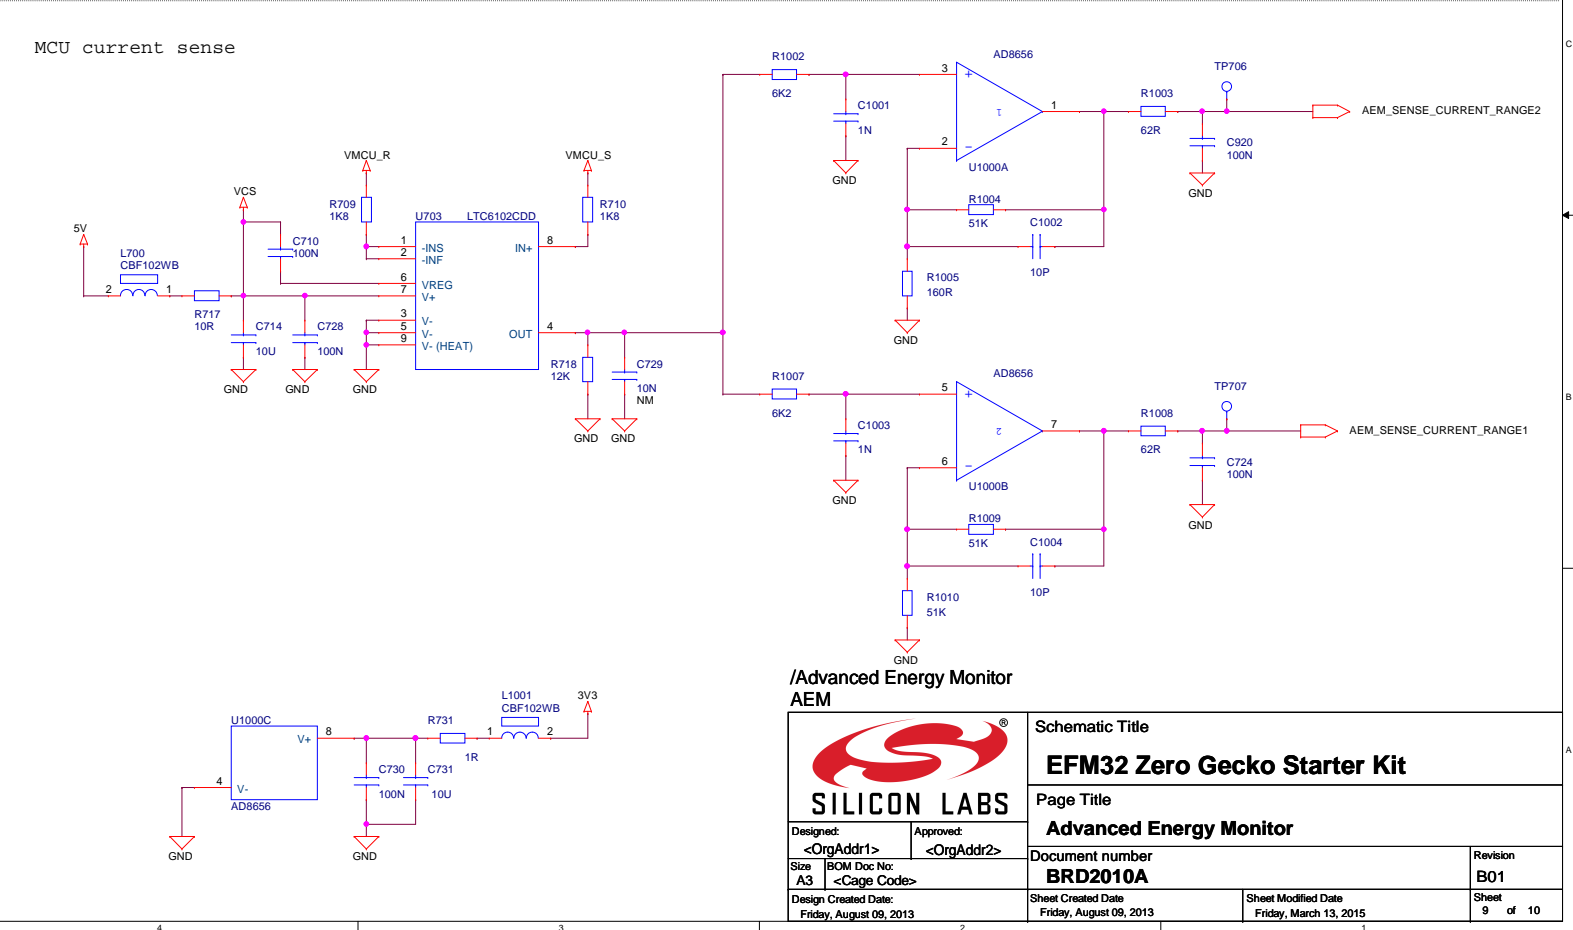 MCU current sense
C
R1002
6K2
C1001
1N
AD8656
3
+
1
1
2
−
U1000A
R1004
51K
C1002
10P
R1005
160R
GND
GND
R1003
62R
TP706
C920
100N
GND
AEM_SENSE_CURRENT_RANGE2
VMCU_R
R709
1K8
VMCU_S
R710
1K8
VCS
5V
L700
CBF102WB
2
1
R717
10R
C710
100N
C714
10U
C728
100N
GND
GND
GND
U703
LTC6102CDD
1
-INS
2
-INF
6
VREG
7
V+
3
V-
5
V-
9
V- (HEAT)
IN+
8
OUT
4
R718
12K
C729
10N
NM
GND
GND
R1007
6K2
C1003
1N
GND
AD8656
5
+
2
7
6
−
U1000B
R1009
51K
C1004
10P
R1010
51K
GND
R1008
62R
TP707
C724
100N
GND
AEM_SENSE_CURRENT_RANGE1
B
U1000C
V+
8
4
V-
AD8656
GND
C730
100N
C731
10U
GND
R731
1R
L1001
CBF102WB
1
2
3V3
A
/Advanced Energy Monitor
AEM
®
SILICON LABS
Schematic Title
EFM32 Zero Gecko Starter Kit
Page Title
Advanced Energy Monitor
Designed:
<OrgAddr1>
Approved:
<OrgAddr2>
Document number
BRD2010A
Revision
B01
Size
A3
BOM Doc No:
<Cage Code>
Design Created Date:
Friday, August 09, 2013
Sheet Created Date
Friday, August 09, 2013
Sheet Modified Date
Friday, March 13, 2015
Sheet
9 of 10
4
3
2
1